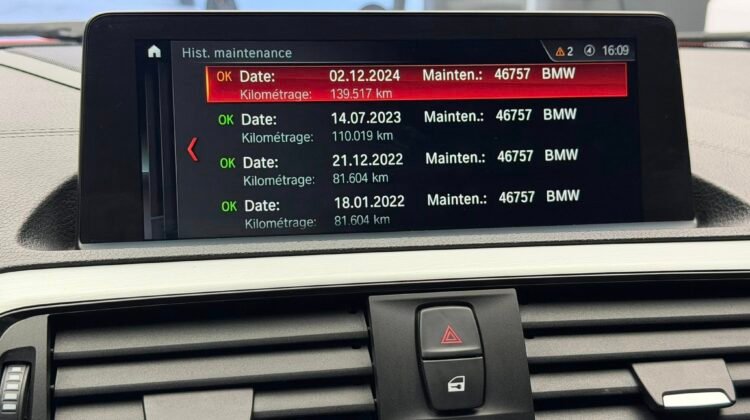 Hist. maintenance 2 16:09
OK Date: 02.12.2024 Mainten.: 46757 BMW
Kilométrage: 139.517 km
OK Date: 14.07.2023 Mainten.: 46757 BMW
Kilométrage: 110.019 km
OK Date: 21.12.2022 Mainten.: 46757 BMW
Kilométrage: 81.604 km
OK Date: 18.01.2022 Mainten.: 46757 BMW
Kilométrage: 81.604 km